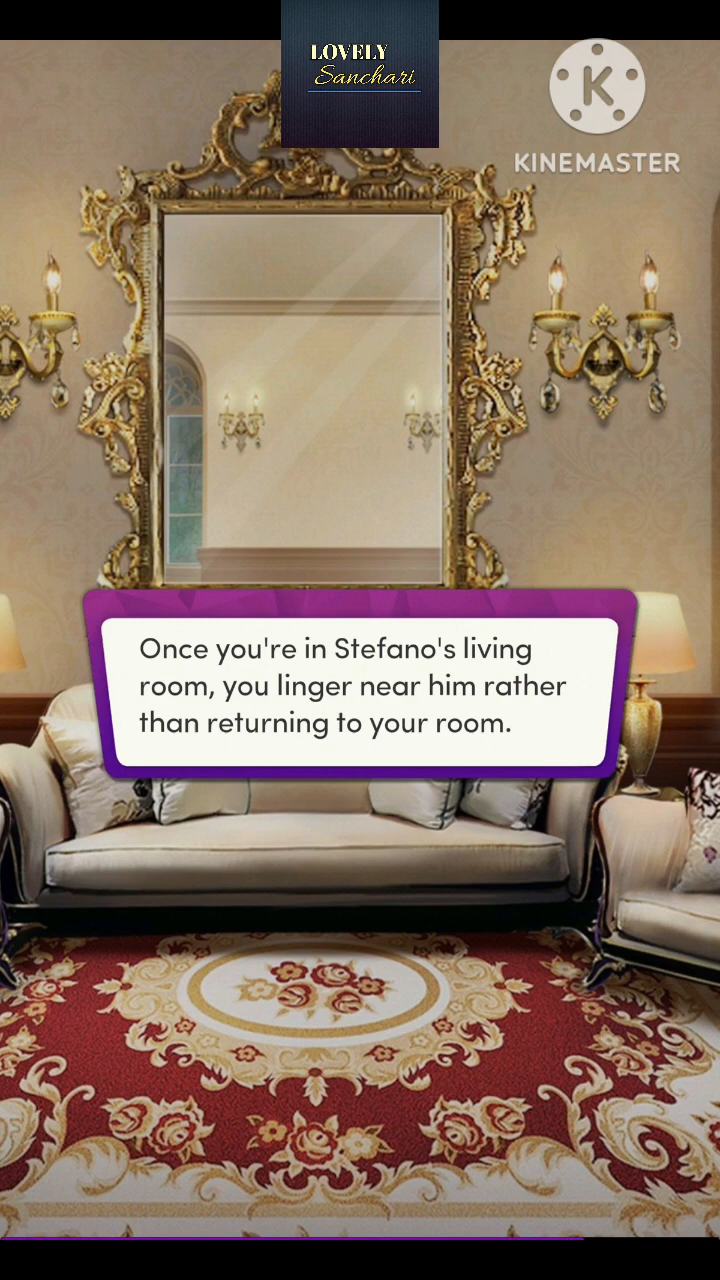 LOVELY
Sanchari
K
KINEMASTER
Once you're in Stefano's living
room, you linger near him rather
than returning to your room.